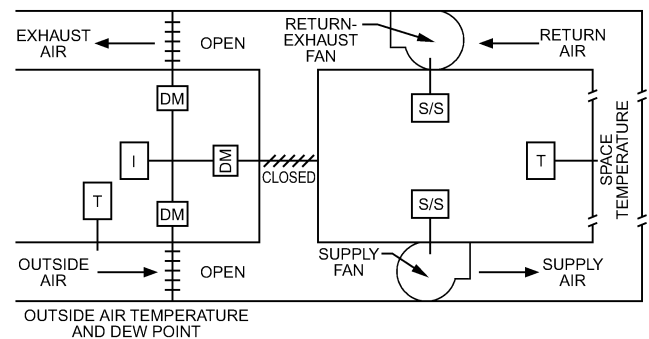 EXHAUST
AIR
OPEN
RETURN-
EXHAUST
FAN
RETURN
AIR
DM
S/S
I
DM
CLOSED
T
SPACE
TEMPERATURE
T
DM
S/S
OUTSIDE
AIR
OPEN
SUPPLY
FAN
SUPPLY
AIR
OUTSIDE AIR TEMPERATURE
AND DEW POINT